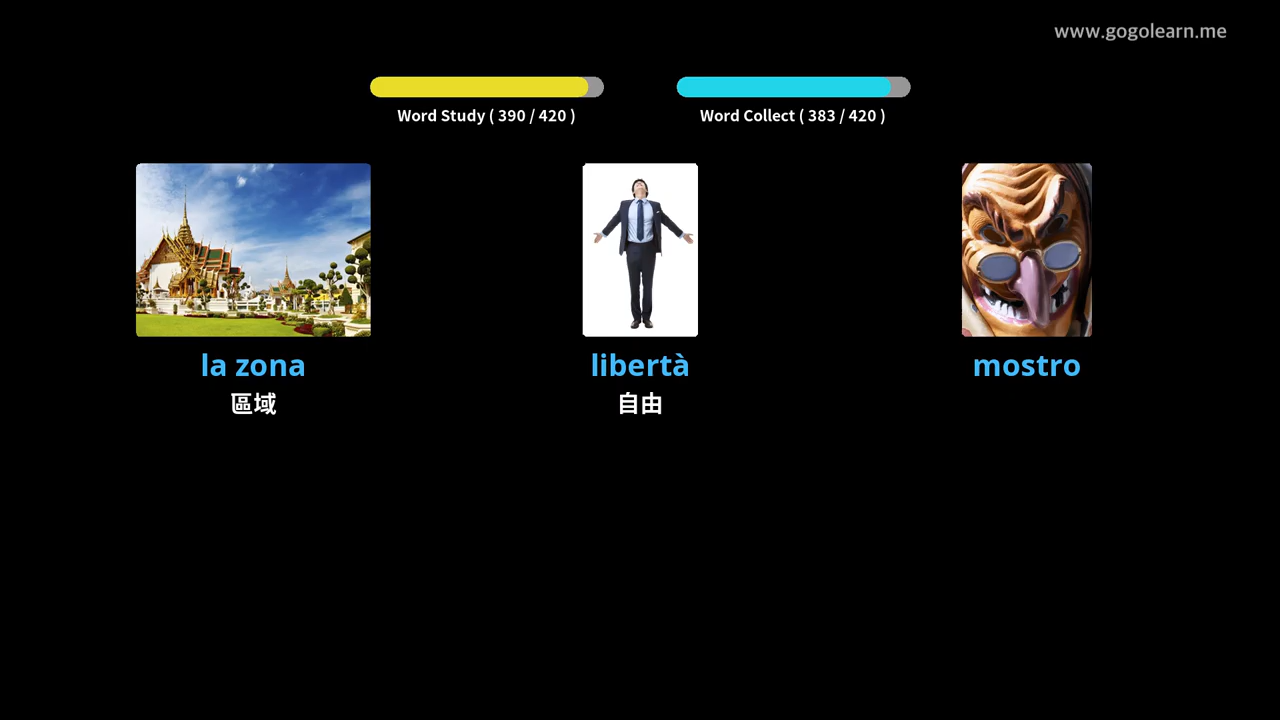 www.gogolearn.me
Word Study ( 390 / 420 )
Word Collect ( 383 / 420 )
la zona
libertà
mostro
區域
自由